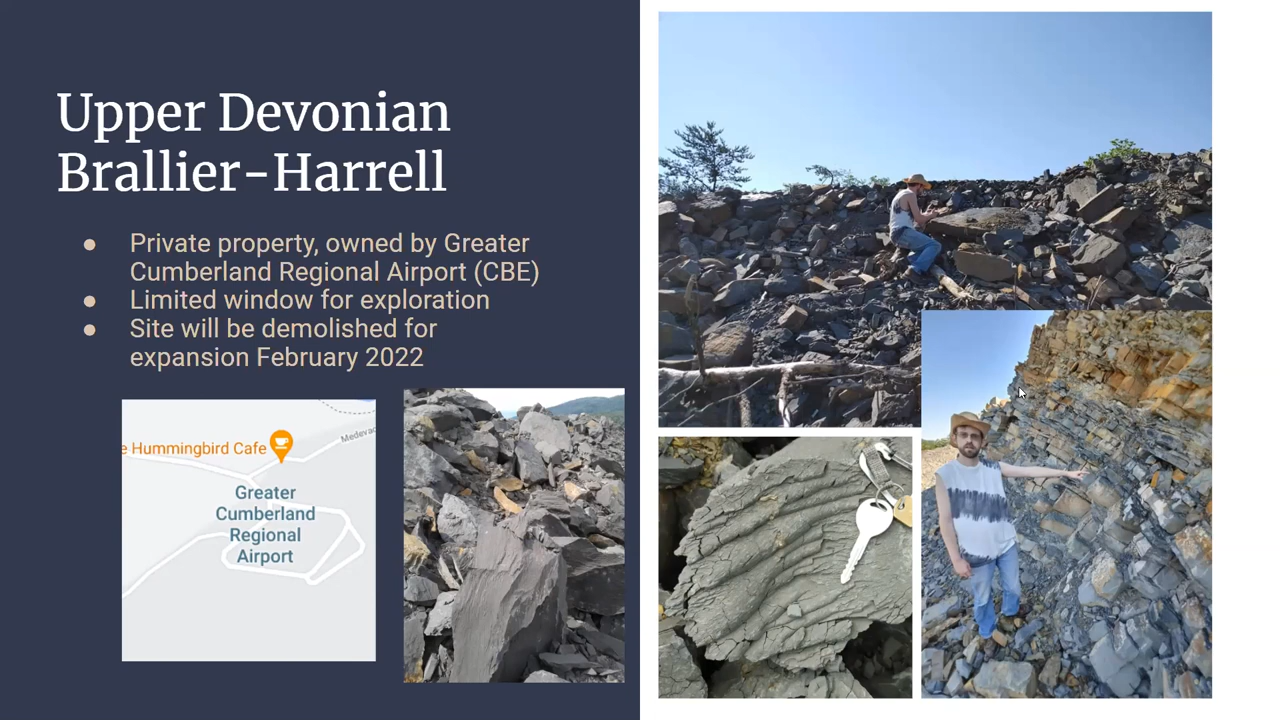 Upper Devonian
Brallier-Harrell
● Private property, owned by Greater
Cumberland Regional Airport (CBE)
● Limited window for exploration
● Site will be demolished for
expansion February 2022
e Hummingbird Cafe
Medevac
Greater
Cumberland
Regional
Airport